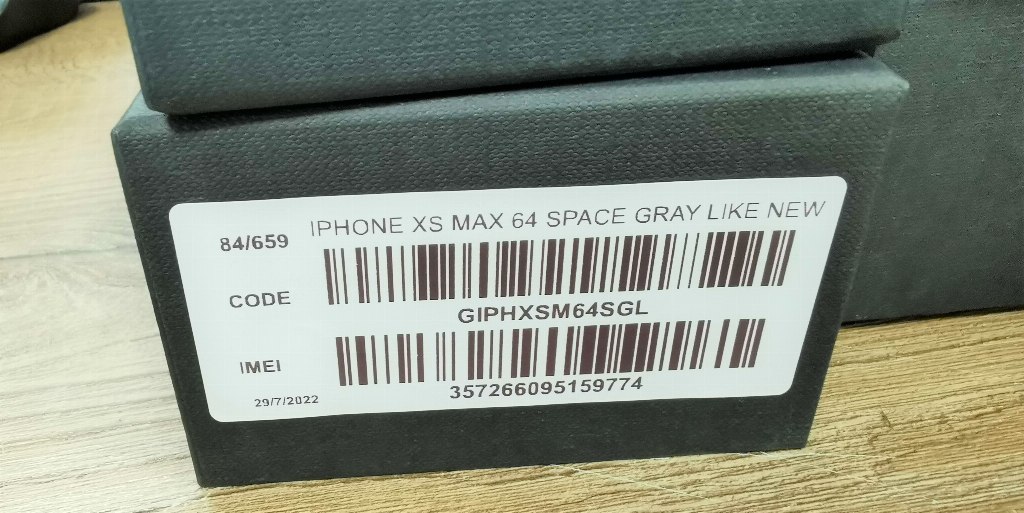 84/659 IPHONE XS MAX 64 SPACE GRAY LIKE NEW
CODE
GIPHXSM64SGL
IMEI
357266095159774
29/7/2022